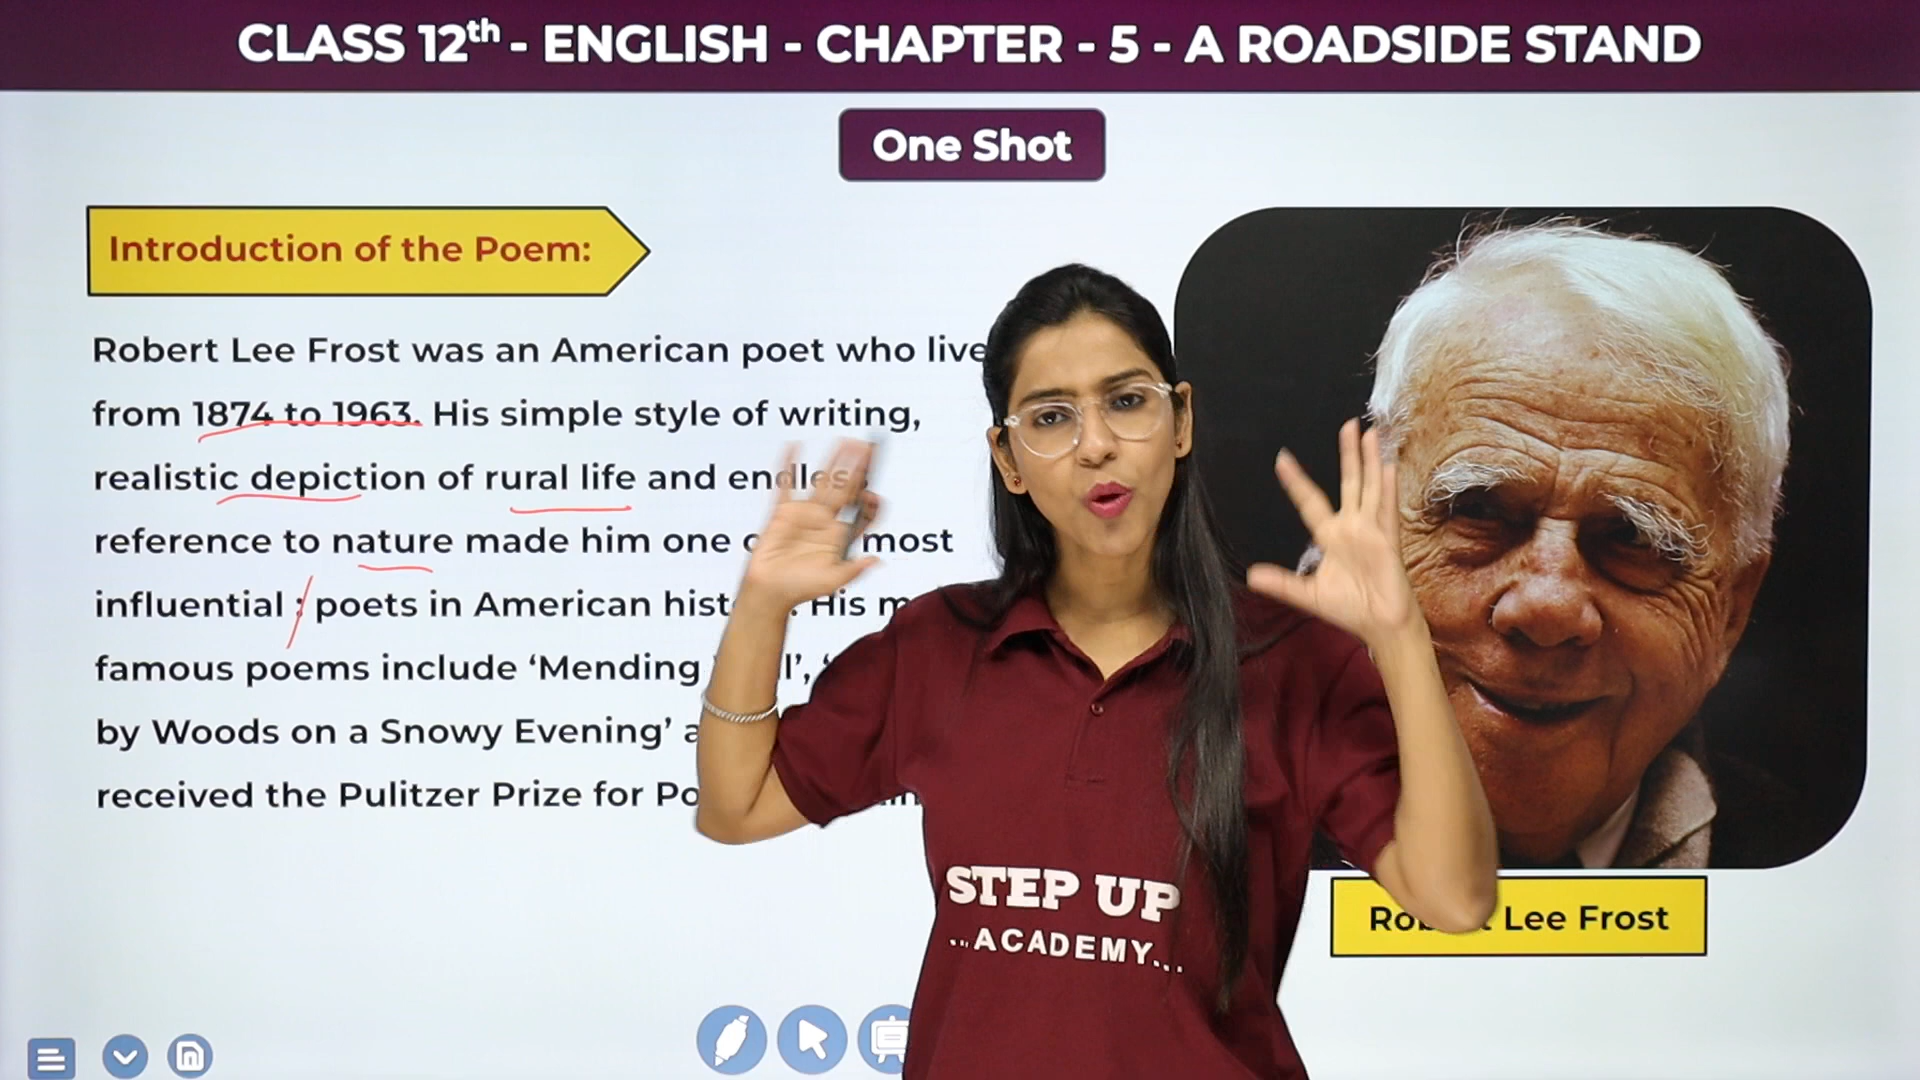 CLASS 12th - ENGLISH - CHAPTER - 5 - A ROADSIDE STAND
One Shot
Introduction of the Poem:
Robert Lee Frost was an American poet who live
from 1874 to 1963. His simple style of writing,
realistic depiction of rural life and endless
reference to nature made him one most
influential ; poets in American His
famous poems include ‘Mending
by Woods on a Snowy Evening’
received the Pulitzer Prize for
Lee Frost
STEP UP
...ACADEMY...